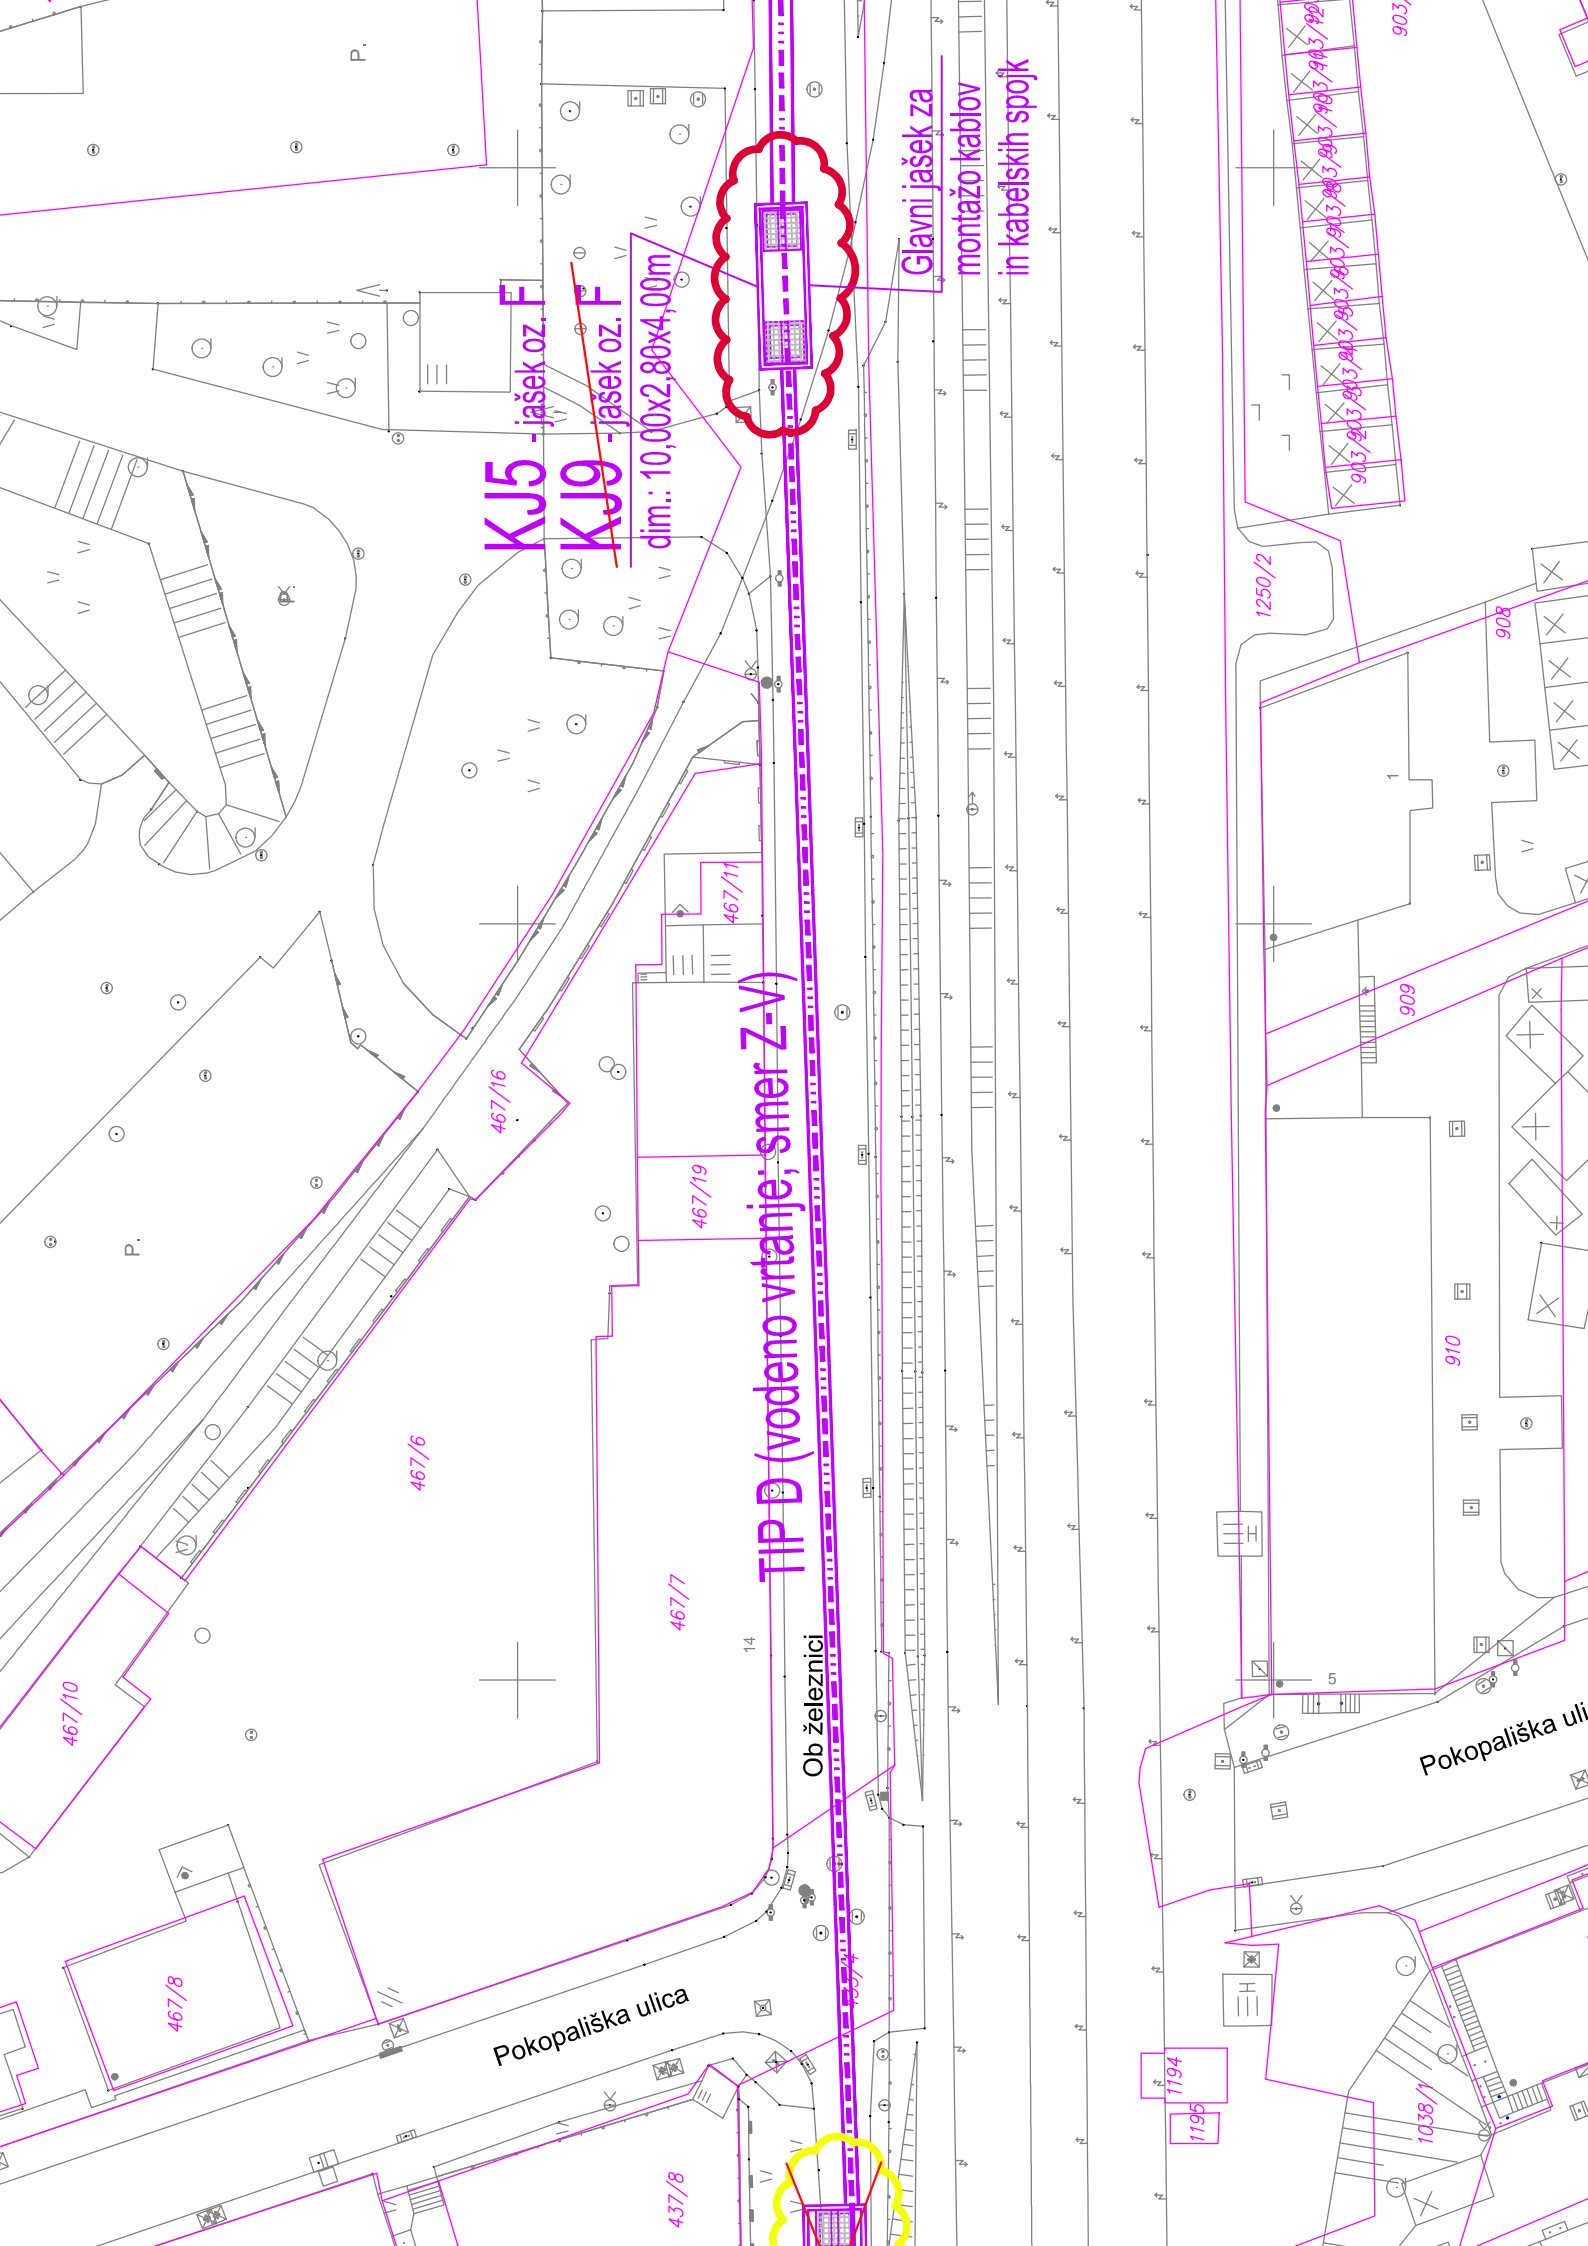 KJ5 - jašek oz. F
KJ9 - jašek oz. F
dim.: 10,00x2,80x4,00m
Glavni jašek za
montažo kablov
in kabelskih spojk
TIP D (vodeno vrtanje; smer Z-V)
Ob železnici
Pokopališka ulica
Pokopališka uli
P.
P.
467/11
467/16
467/19
467/6
467/7
467/10
467/8
437/8
14
1250/2
908
909
910
1
5
H
H
1194
1195
1038/1
903/2